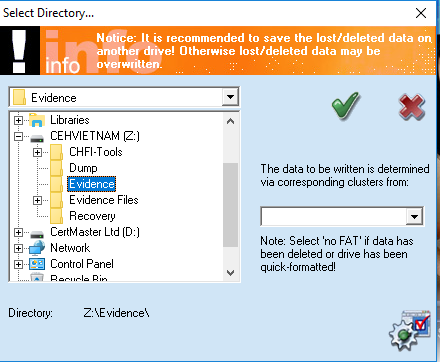 Select Directory...
Notice: It is recommended to save the lost/deleted data on
another drive! Otherwise lost/deleted data may be
overwritten.
info
info
Evidence
Libraries
CEHVIETNAM (Z:)
CHFI-Tools
Dump
Evidence
Evidence Files
Recovery
CertMaster Ltd (D:)
Network
Control Panel
Recycle Bin
The data to be written is determined
via corresponding clusters from:
Note: Select 'no FAT' if data has
been deleted or drive has been
quick-formatted!
Directory: Z:\Evidence\